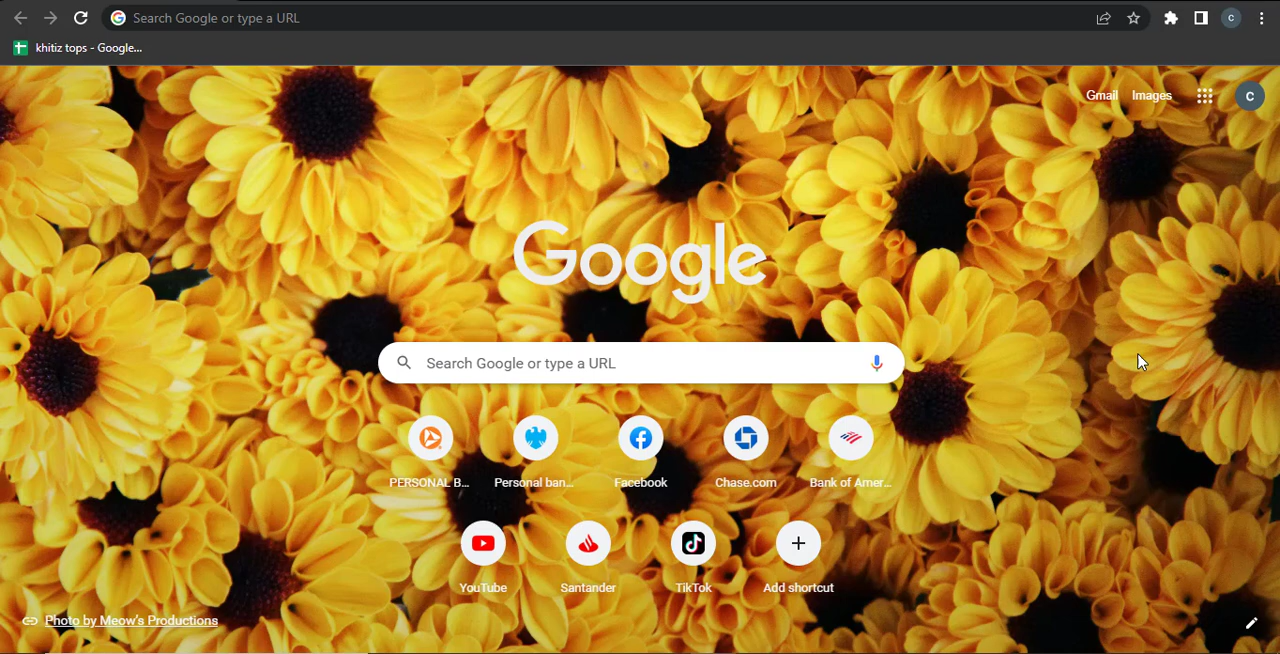 Search Google or type a URL
C
khitiz tops - Google...
Gmail Images
C
Google
Search Google or type a URL
PERSONAL B... Personal ban... Facebook Chase.com Bank of Amer...
YouTube Santander TikTok Add shortcut
Photo by Meow's Productions